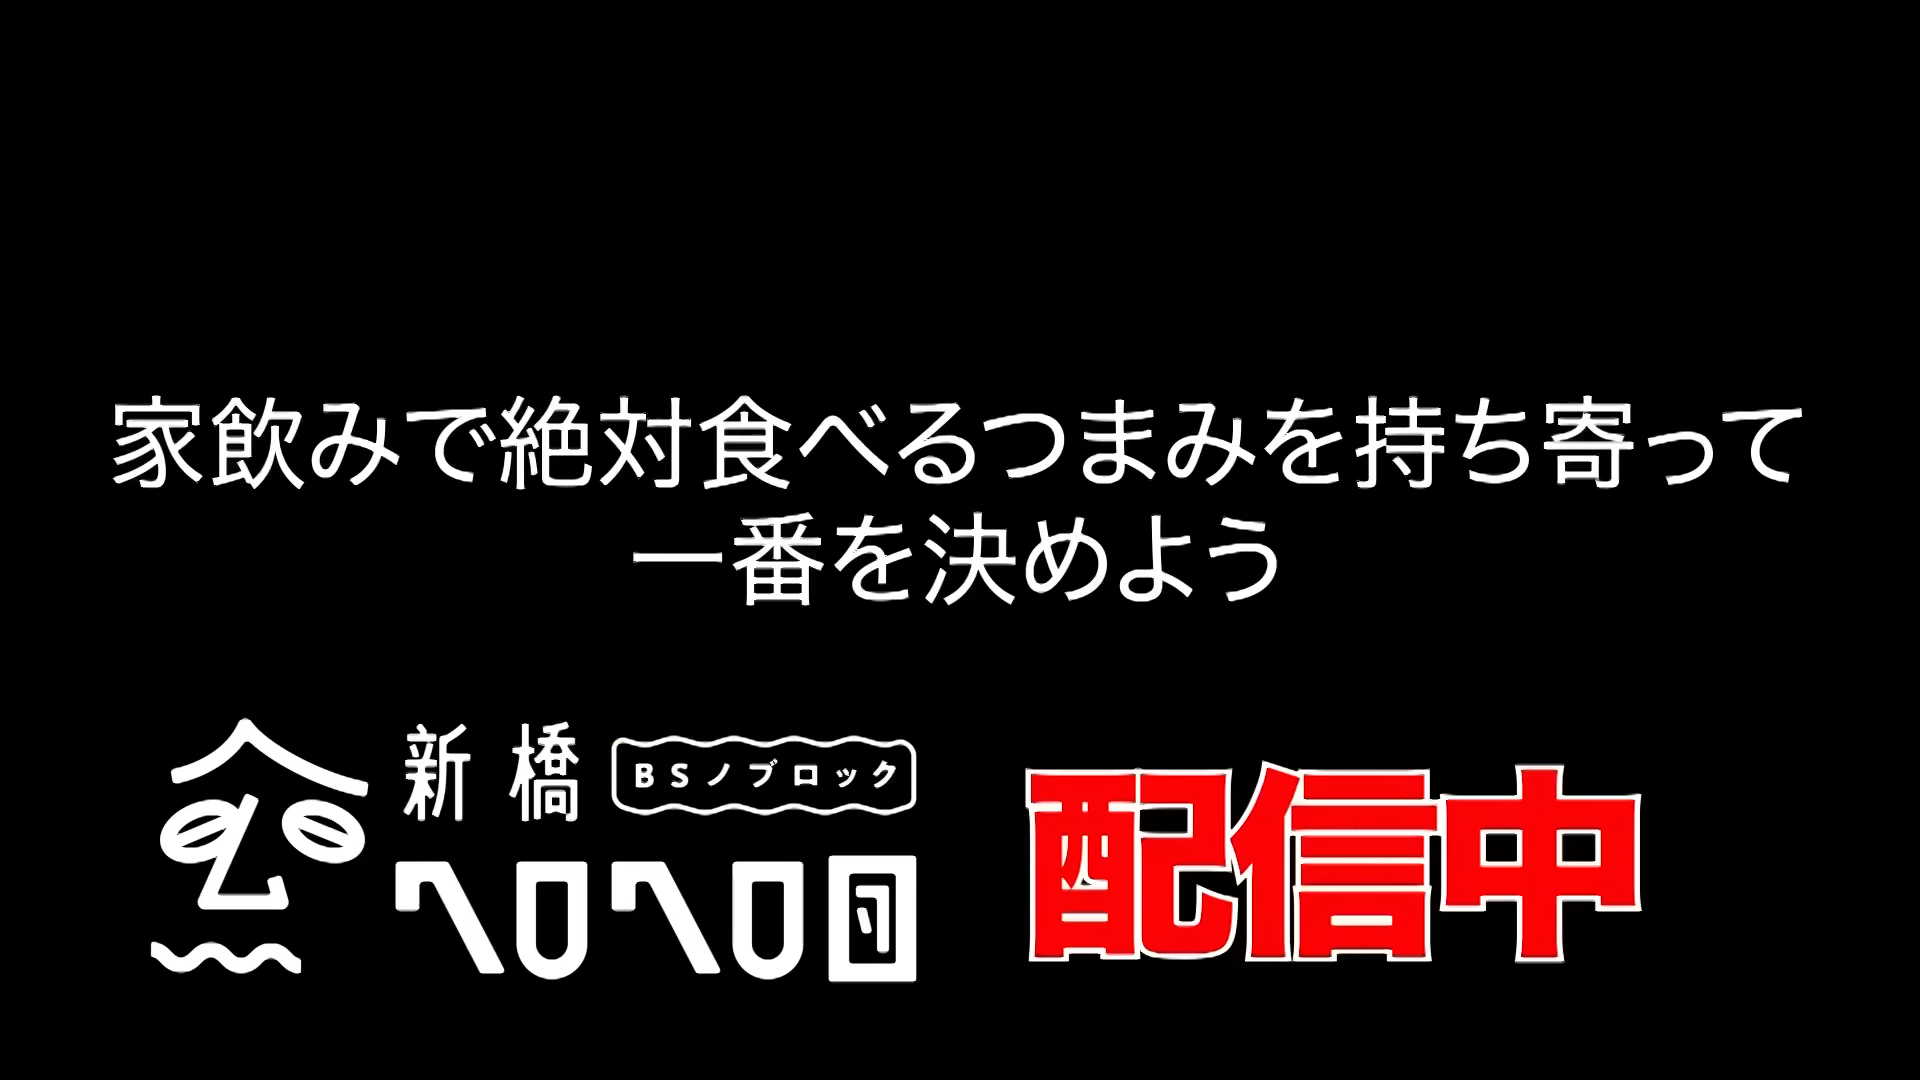 家飲みで絶対食べるつまみを持ち寄って
一番を決めよう
新橋
BSノブロック
ヘロヘロ団
配信中